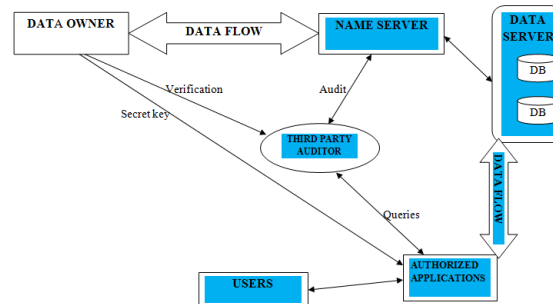 DATA OWNER
DATA FLOW
NAME SERVER
DATA
SERVER
DB
DB
Verification
Audit
Secret key
THIRD PARTY
AUDITOR
DATA FLOW
Queries
AUTHORIZED
APPLICATIONS
USERS